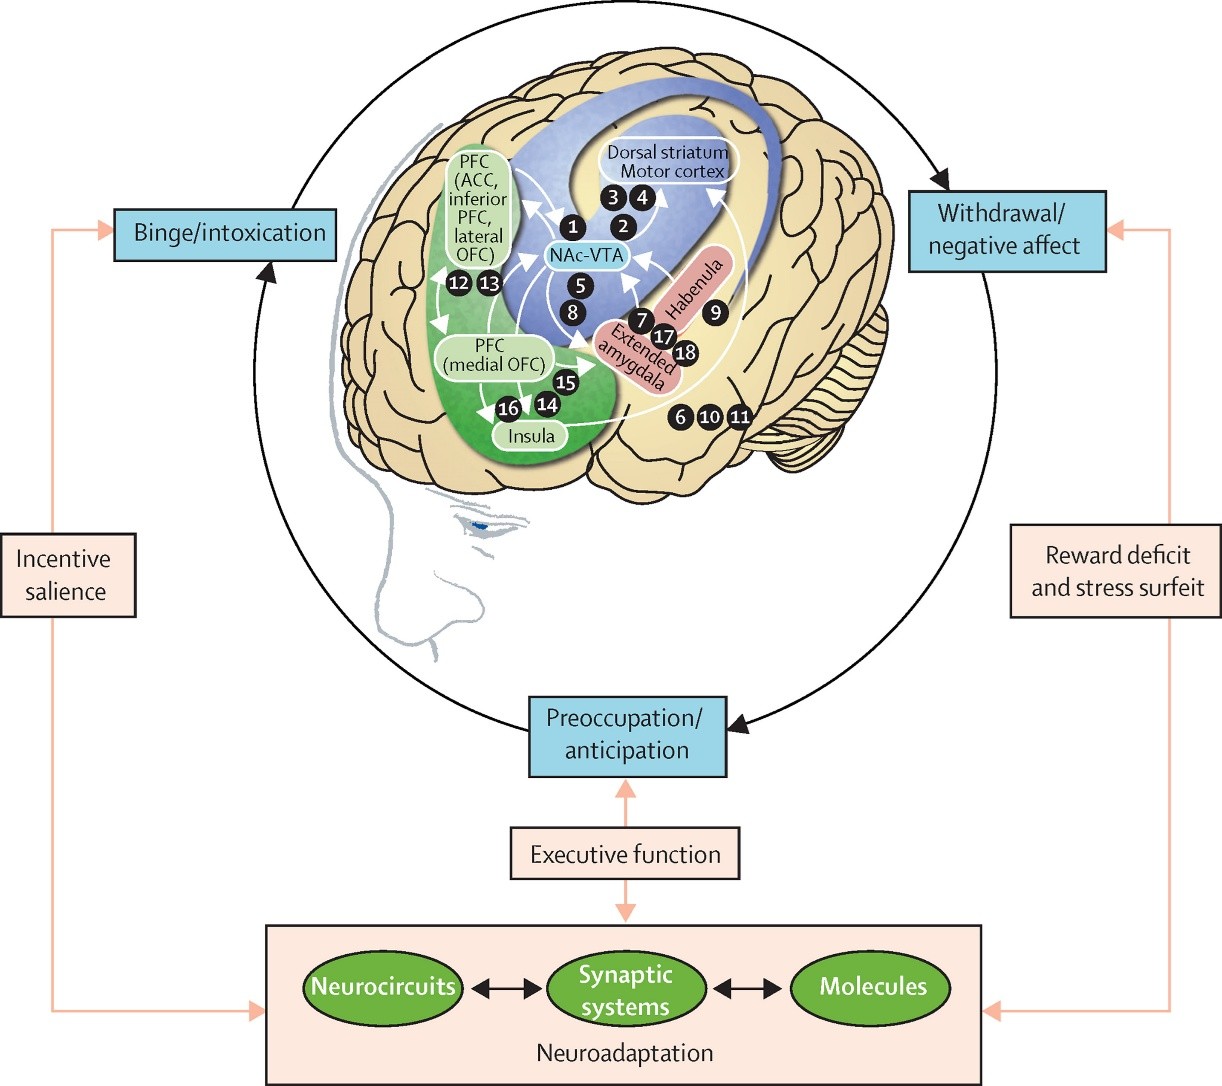 PFC
(ACC,
inferior
PFC,
lateral
OFC)
Dorsal striatum
Motor cortex
3 4
1 2
NAc-VTA
12 13
5
8
Habenula
7
17
9
18
Extended
amygdala
PFC
(medial OFC)
15
16 14
Insula
6 10 11
Binge/intoxication
Withdrawal/
negative affect
Incentive
salience
Reward deficit
and stress surfeit
Preoccupation/
anticipation
Executive function
Neurocircuits
Synaptic
systems
Molecules
Neuroadaptation